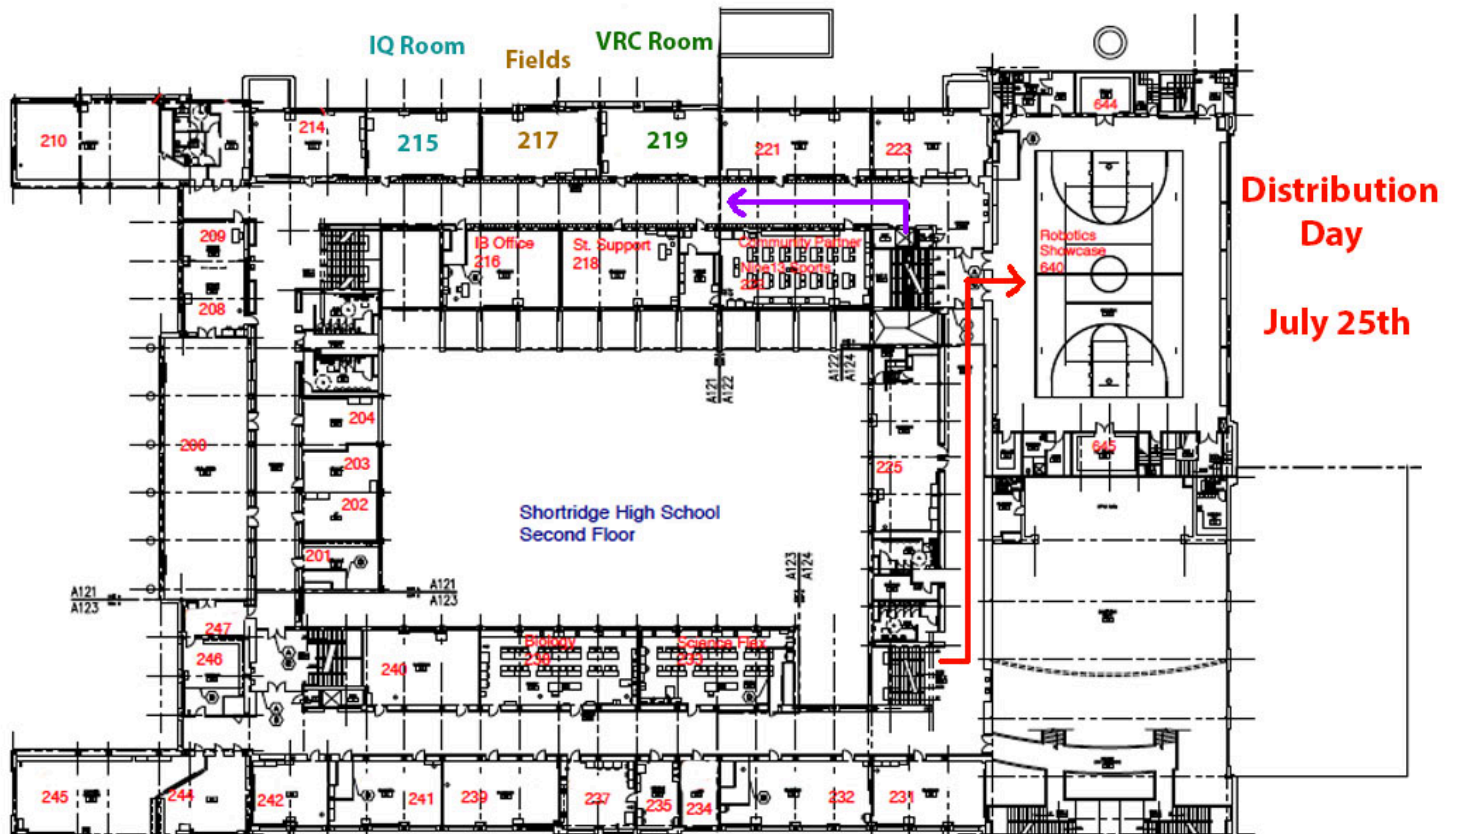 IQ Room
Fields
VRC Room
210
214
215
217
219
221
223
644
Distribution
Day
July 25th
209
208
IB Office
216
St. Support
218
Community Partner
Nine13 Sports
Robotics
Showcase
640
A121
A122
A122
A124
204
203
202
201
200
225
645
Shortridge High School
Second Floor
A123
A124
A121
A123
A121
A123
247
246
240
Biology
Science Flex
245
244
242
241
239
237
235
234
232
231